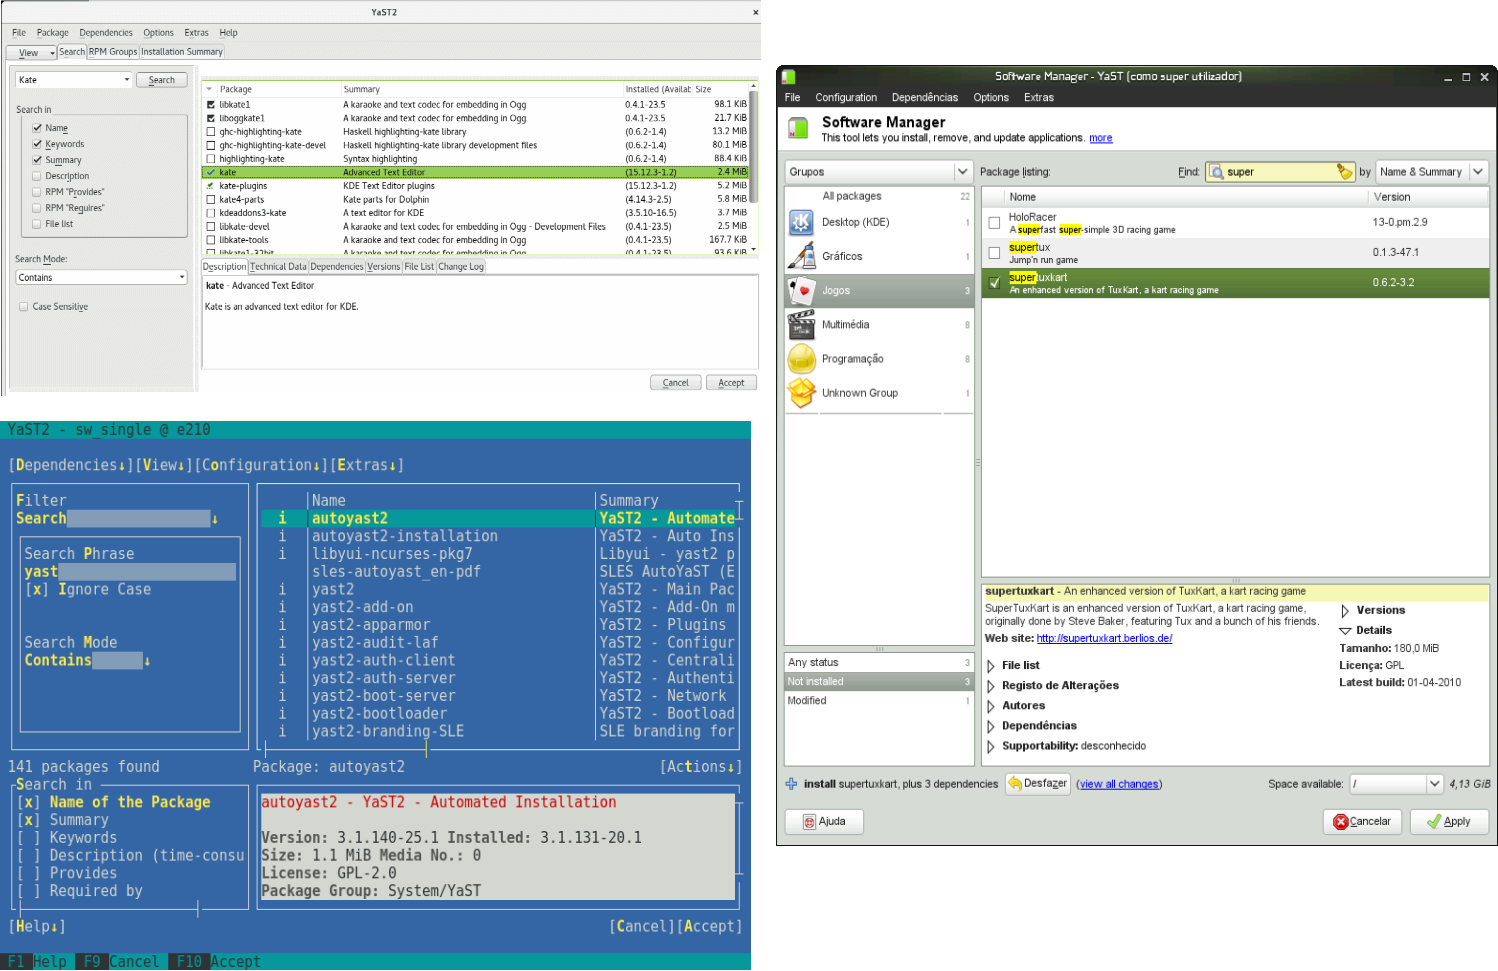 YaST2
File Package Dependencies Options Extras Help
View Search RPM Groups Installation Summary
Kate Search
Search in
Name
Keywords
Summary
Description
RPM "Provides"
RPM "Requires"
File list
Search Mode:
Contains
Case Sensitive
Package Summary Installed (Availab Size
libkate1 A karaoke and text codec for embedding in Ogg 0.4.1-23.5 98.1 KiB
liboggkate1 A karaoke and text codec for embedding in Ogg 0.4.1-23.5 21.7 KiB
ghc-highlighting-kate Haskell highlighting-kate library (0.6.2-1.4) 13.2 MiB
ghc-highlighting-kate-devel Haskell highlighting-kate library development files (0.6.2-1.4) 80.1 MiB
highlighting-kate Syntax highlighting (0.6.2-1.4) 88.4 KiB
kate Advanced Text Editor (15.12.3-1.2) 2.4 MiB
kate-plugins KDE Text Editor plugins (15.12.3-1.2) 5.2 MiB
kate4-parts Kate parts for Dolphin (4.14.3-2.5) 5.8 MiB
kdeaddons3-kate A text editor for KDE (3.5.10-16.5) 3.7 MiB
libkate-devel A karaoke and text codec for embedding in Ogg - Development Files (0.4.1-23.5) 2.5 MiB
libkate-tools A karaoke and text codec for embedding in Ogg (0.4.1-23.5) 167.7 KiB
libkate1-32bit A karaoke and text codec for embedding in Ogg (0.4.1-23.5) 93.6 KiB
Description Technical Data Dependencies Versions File List Change Log
kate - Advanced Text Editor
Kate is an advanced text editor for KDE.
Cancel Accept
Software Manager - YaST (como super utilizador)
File Configuration Dependências Options Extras
Software Manager
This tool lets you install, remove, and update applications. more
Grupos
All packages 22
Desktop (KDE) 1
Gráficos 1
Jogos 3
Multimédia 8
Programação 8
Unknown Group 1
Any status 3
Not installed 3
Modified 1
Package listing: Find: super by Name & Summary
Nome Version
HoloRacer 13-0.pm.2.9
A superfast super-simple 3D racing game
supertux 0.1.3-47.1
Jump'n run game
supertuxkart 0.6.2-3.2
An enhanced version of TuxKart, a kart racing game
supertuxkart - An enhanced version of TuxKart, a kart racing game
SuperTuxKart is an enhanced version of TuxKart, a kart racing game,
originally done by Steve Baker, featuring Tux and a bunch of his friends.
Web site: http://supertuxkart.berlios.de/
File list
Registo de Alterações
Autores
Dependências
Supportability: desconhecido
Versions
Details
Tamanho: 180,0 MiB
Licença: GPL
Latest build: 01-04-2010
install supertuxkart, plus 3 dependencies Desfazer (view all changes) Space available: / 4,13 GiB
Ajuda Cancelar Apply
YaST2 - sw_single @ e210
[Dependencies↓][View↓][Configuration↓][Extras↓]
Filter
Search ↓
Search Phrase
yast
[x] Ignore Case
Search Mode
Contains ↓
Name Summary
i autoyast2 YaST2 - Automate
i autoyast2-installation YaST2 - Auto Ins
i libyui-ncurses-pkg7 Libyui - yast2 p
sles-autoyast_en-pdf SLES AutoYaST (E
i yast2 YaST2 - Main Pac
i yast2-add-on YaST2 - Add-On m
i yast2-apparmor YaST2 - Plugins
i yast2-audit-laf YaST2 - Configur
i yast2-auth-client YaST2 - Centrali
i yast2-auth-server YaST2 - Authenti
i yast2-boot-server YaST2 - Network
i yast2-bootloader YaST2 - Bootload
i yast2-branding-SLE SLE branding for
141 packages found Package: autoyast2 [Actions↓]
Search in
[x] Name of the Package
[x] Summary
[ ] Keywords
[ ] Description (time-consu
[ ] Provides
[ ] Required by
autoyast2 - YaST2 - Automated Installation
Version: 3.1.140-25.1 Installed: 3.1.131-20.1
Size: 1.1 MiB Media No.: 0
License: GPL-2.0
Package Group: System/YaST
[Help↓] [Cancel][Accept]
F1 Help F9 Cancel F10 Accept